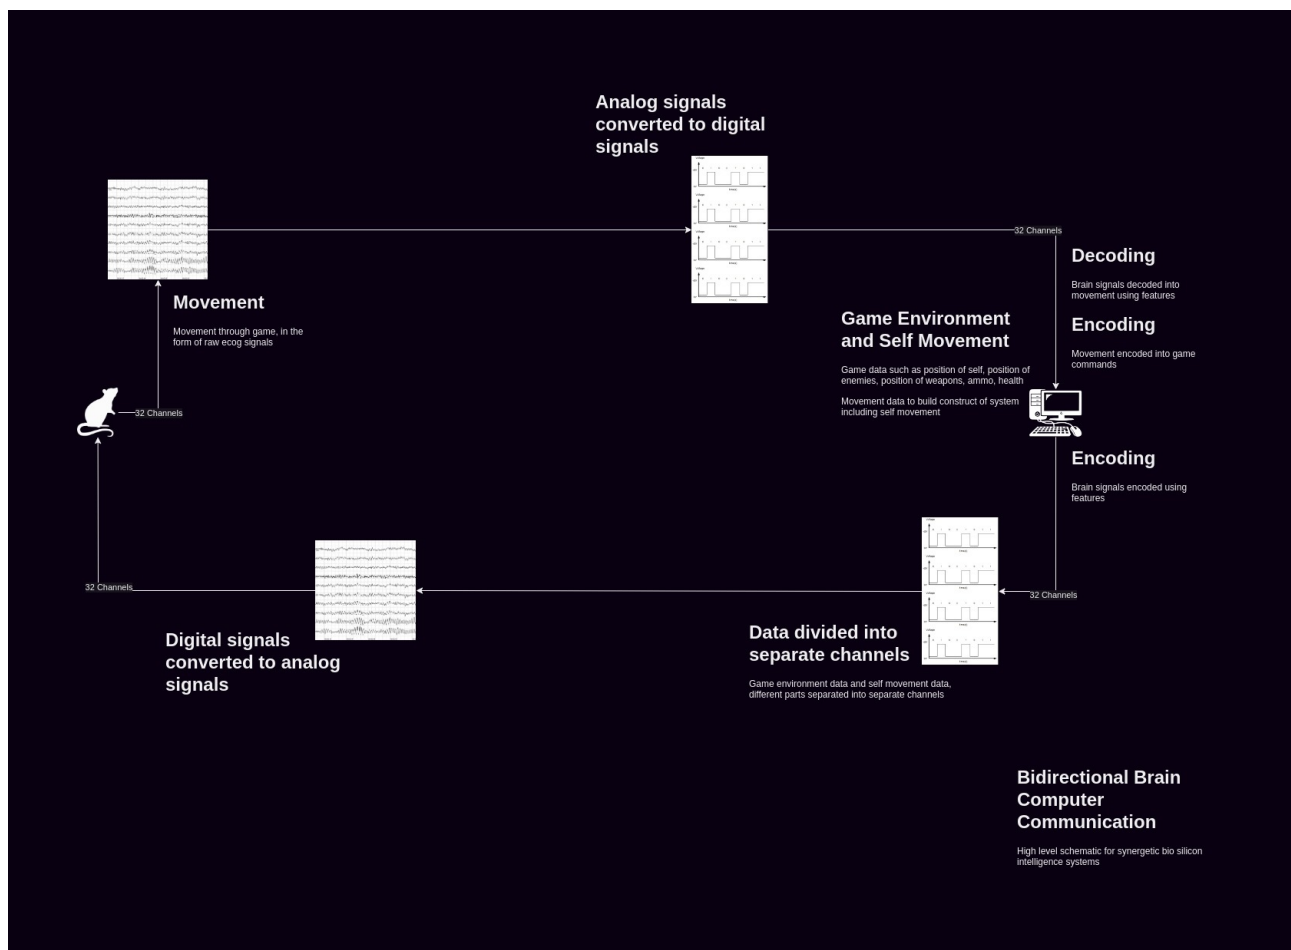 Analog signals
converted to digital
signals
32 Channels
Decoding
Brain signals decoded into
movement using features
Encoding
Movement encoded into game
commands
Movement
Movement through game, in the
form of raw ecog signals
Game Environment
and Self Movement
Game data such as position of self, position of
enemies, position of weapons, ammo, health
Movement data to build construct of system
including self movement
32 Channels
Encoding
Brain signals encoded using
features
32 Channels
32 Channels
Data divided into
separate channels
Game environment data and self movement data,
different parts separated into separate channels
Digital signals
converted to analog
signals
Bidirectional Brain
Computer
Communication
High level schematic for synergetic bio silicon
intelligence systems